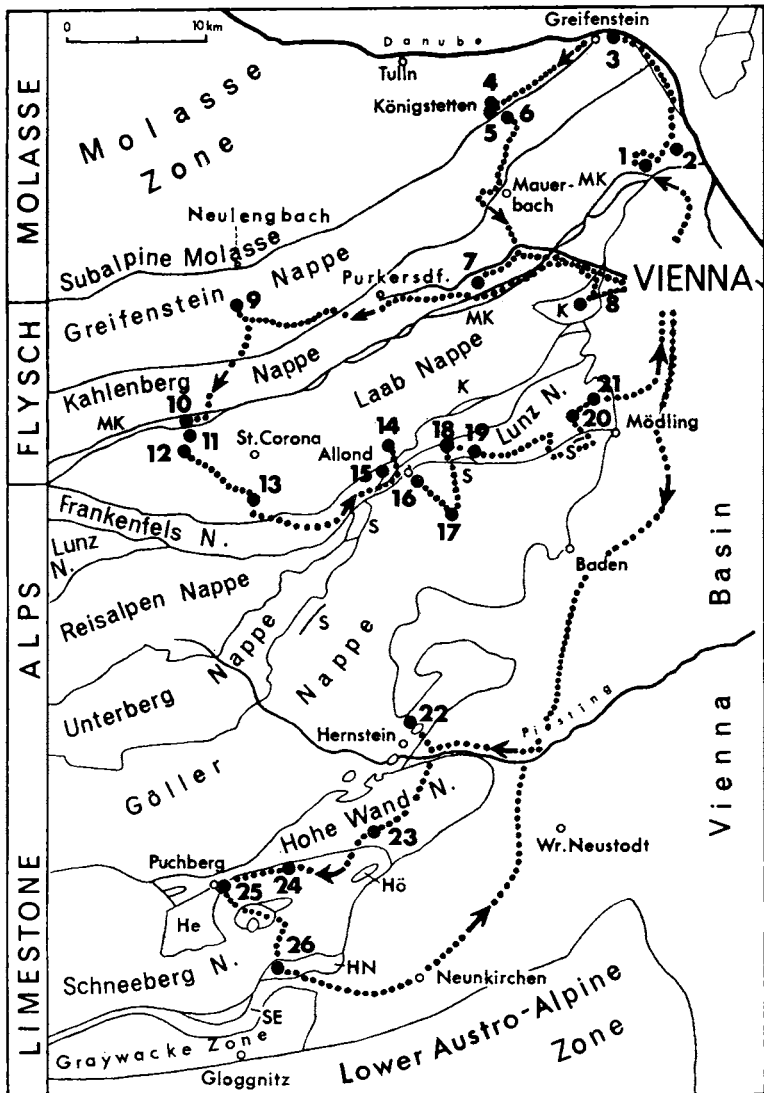 Greifenstein
0 10 km
Danube
3
Tulln
4
Königstetten
5 6
Molasse
Zone
1 2
Mauer-
bach
MK
Neulengbach
Subalpine Molasse
7
Purkersdf.
VIENNA
8
9
Greifenstein Nappe
K
MK
Kahlenberg Nappe
Laab Nappe
K
10
MK
11
12
St.Corona
14
Allond
15
13
16
18
19
Lunz N.
21
20
S
S
Mödling
17
Frankenfels N.
Lunz
N.
S
Reisalpen Nappe
Baden
S
Unterberg Nappe
Nappe
22
Hernstein
Piesting
Göller
Hohe Wand N.
23
Wr.Neustodt
Puchberg
25
24
Hö
He
26
HN
Schneeberg N.
Neunkirchen
SE
Graywacke Zone
Gloggnitz
Lower Austro-Alpine
Zone
Vienna Basin
MOLASSE
FLYSCH
LIMESTONE ALPS